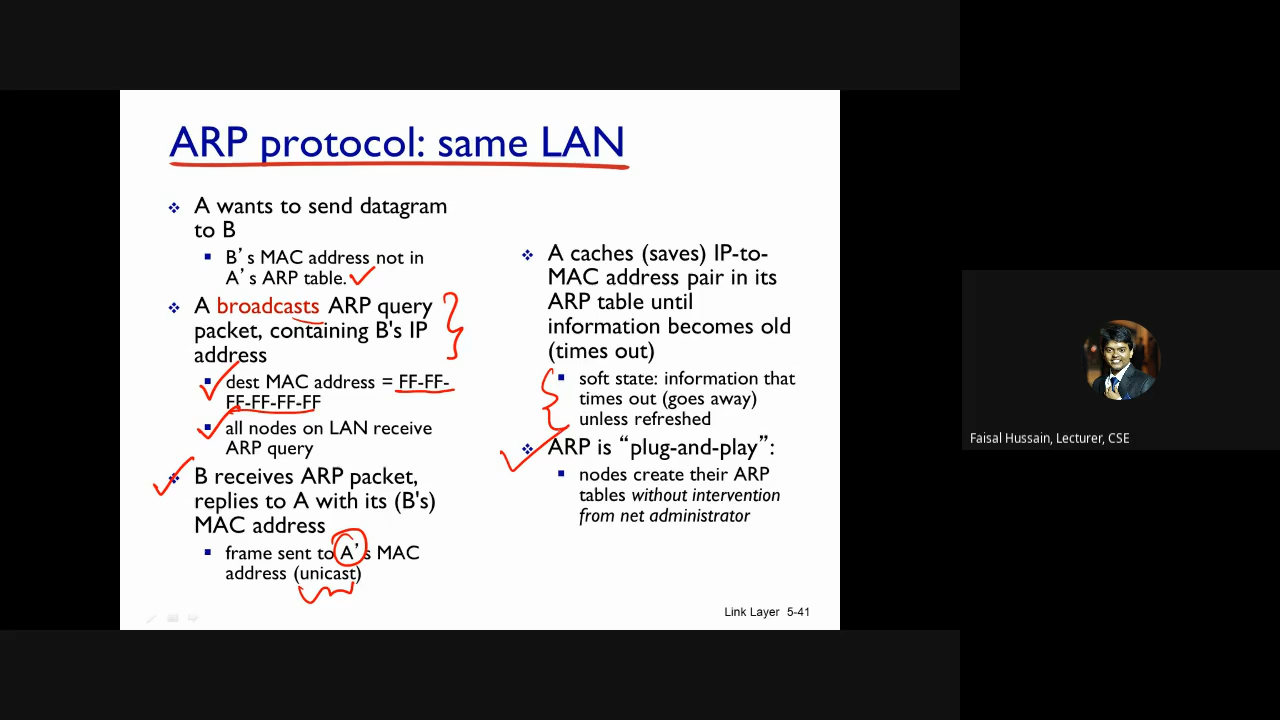 ARP protocol: same LAN
A wants to send datagram
to B
B's MAC address not in
A's ARP table.
A broadcasts ARP query
packet, containing B's IP
address
dest MAC address = FF-FF-
FF-FF-FF-FF
all nodes on LAN receive
ARP query
B receives ARP packet,
replies to A with its (B's)
MAC address
frame sent to A's MAC
address (unicast)
A caches (saves) IP-to-
MAC address pair in its
ARP table until
information becomes old
(times out)
soft state: information that
times out (goes away)
unless refreshed
ARP is “plug-and-play”:
nodes create their ARP
tables without intervention
from net administrator
Link Layer 5-41
Faisal Hussain, Lecturer, CSE